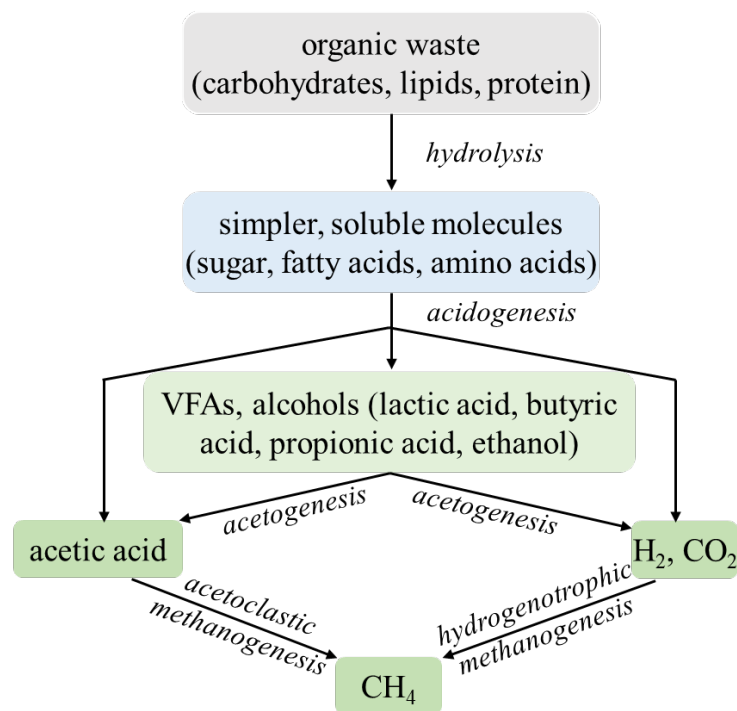 organic waste
(carbohydrates, lipids, protein)
hydrolysis
simpler, soluble molecules
(sugar, fatty acids, amino acids)
acidogenesis
VFAs, alcohols (lactic acid, butyric
acid, propionic acid, ethanol)
acetogenesis
acetogenesis
acetic acid
H₂, CO₂
acetoclastic
methanogenesis
hydrogenotrophic
methanogenesis
CH₄